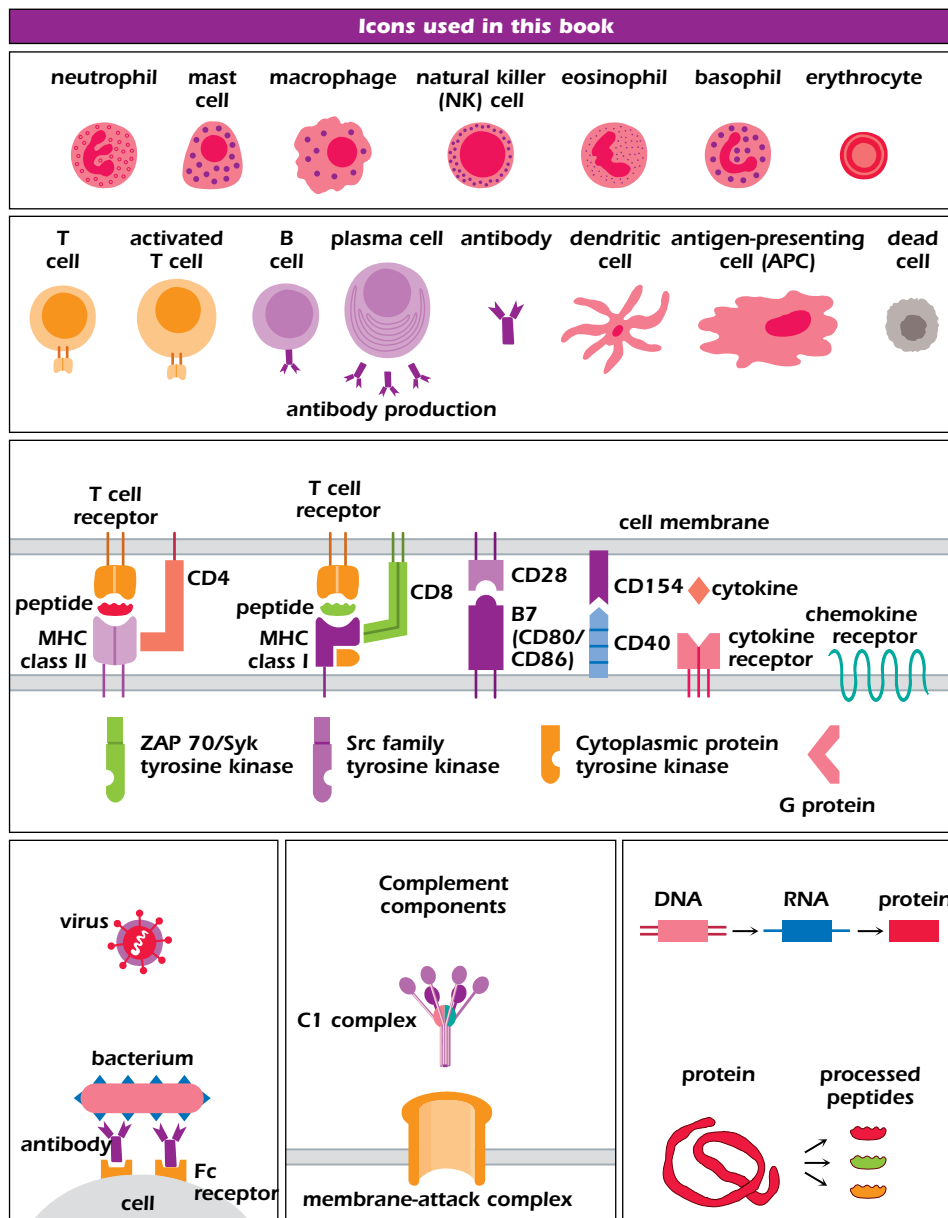 Icons used in this book
neutrophil
mast
cell
macrophage
natural killer
(NK) cell
eosinophil
basophil
erythrocyte
T
cell
activated
T cell
B
cell
plasma cell
antibody
dendritic
cell
antigen-presenting
cell (APC)
dead
cell
antibody production
T cell
receptor
CD4
peptide
MHC
class II
T cell
receptor
CD8
peptide
MHC
class I
CD28
B7
(CD80/
CD86)
cell membrane
CD154
CD40
cytokine
cytokine
receptor
chemokine
receptor
ZAP 70/Syk
tyrosine kinase
Src family
tyrosine kinase
Cytoplasmic protein
tyrosine kinase
G protein
virus
bacterium
antibody
Fc
receptor
cell
Complement
components
C1 complex
membrane-attack complex
DNA
RNA
protein
protein
processed
peptides